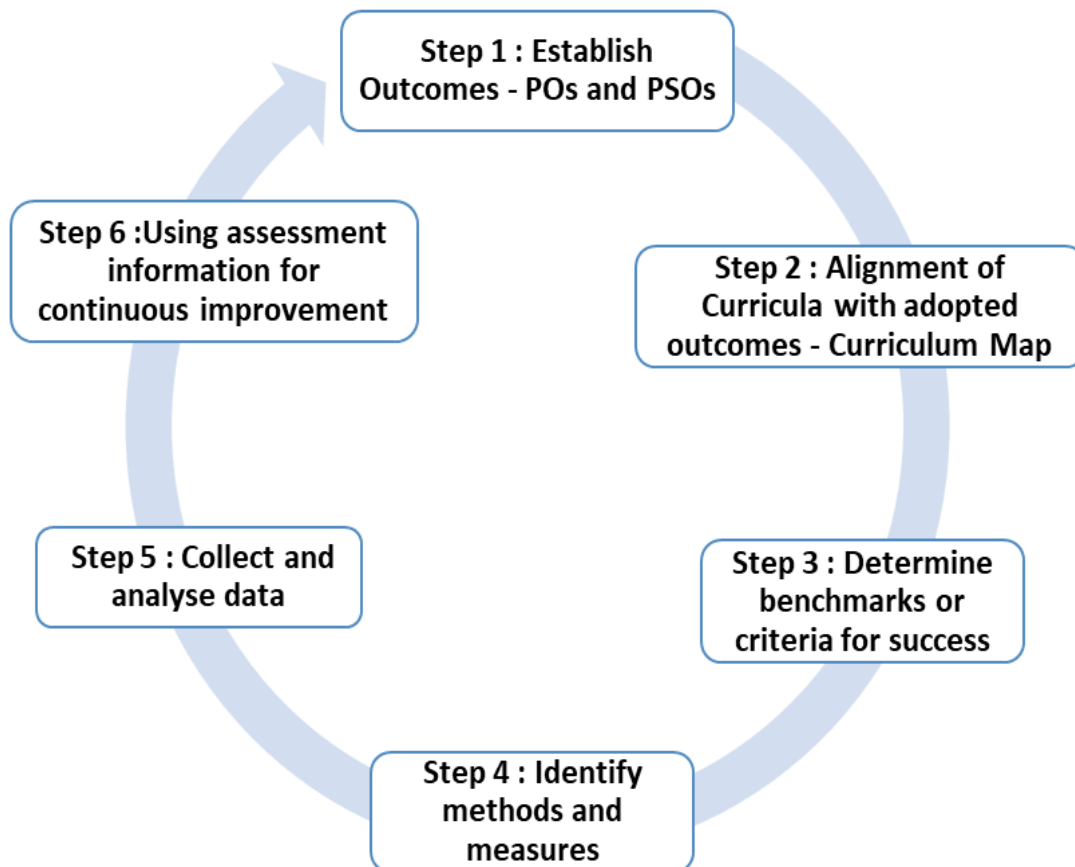 Step 1 : Establish
Outcomes - POs and PSOs
Step 2 : Alignment of
Curricula with adopted
outcomes - Curriculum Map
Step 3 : Determine
benchmarks or
criteria for success
Step 4 : Identify
methods and
measures
Step 5 : Collect and
analyse data
Step 6 :Using assessment
information for
continuous improvement